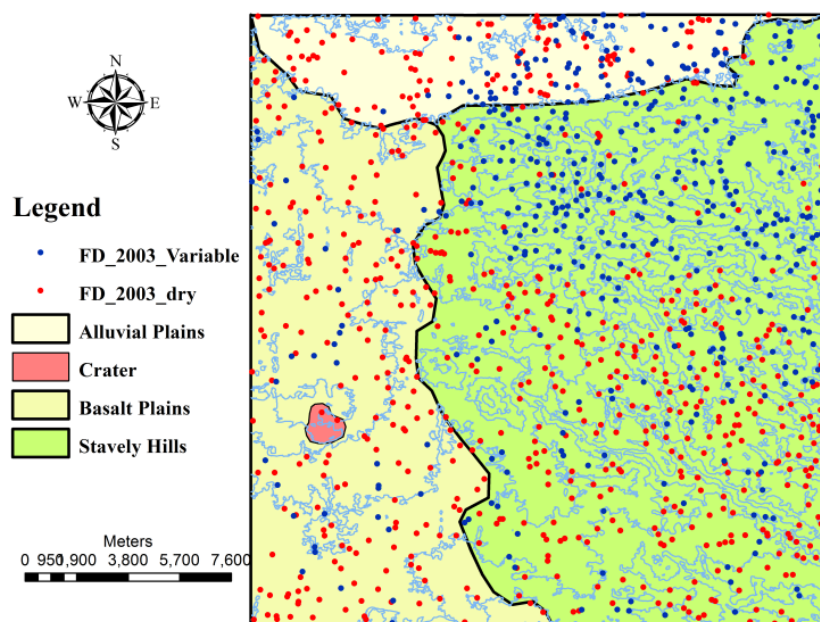 N
W E
S
Legend
FD_2003_Variable
FD_2003_dry
Alluvial Plains
Crater
Basalt Plains
Stavely Hills
Meters
0 950 1,900 3,800 5,700 7,600